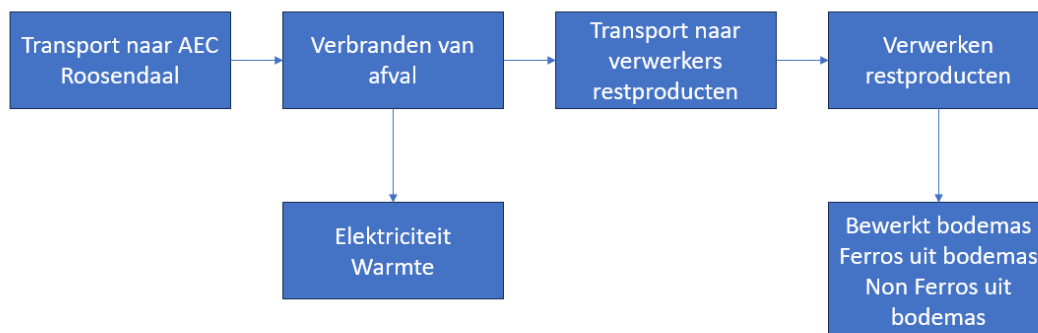 Transport naar AEC
Roosendaal
Verbranden van
afval
Transport naar
verwerkers
restproducten
Verwerken
restproducten
Elektriciteit
Warmte
Bewerkt bodemas
Ferros uit bodemas
Non Ferros uit
bodemas